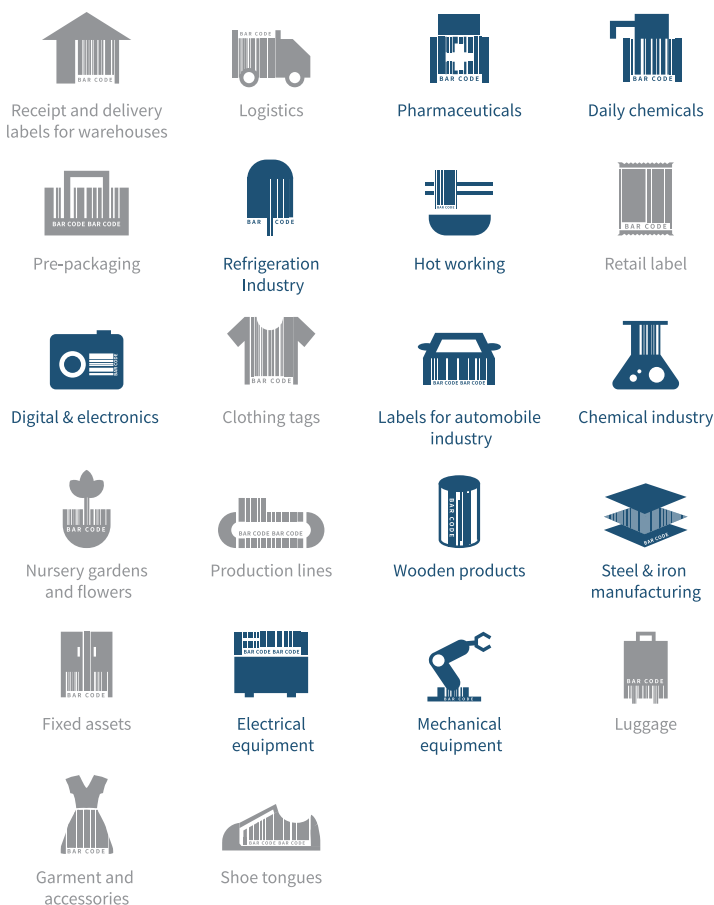 BAR CODE
Receipt and delivery
labels for warehouses
BAR CODE
Logistics
BAR CODE
Pharmaceuticals
BAR CODE
Daily chemicals
BAR CODE BAR CODE
Pre-packaging
BAR CODE
Refrigeration
Industry
BAR CODE
Hot working
BAR CODE
Retail label
BAR CODE
Digital & electronics
BAR CODE
Clothing tags
BAR CODE BAR CODE
Labels for automobile
industry
Chemical industry
BAR CODE
Nursery gardens
and flowers
BAR CODE BAR CODE
Production lines
BAR CODE
Wooden products
BAR CODE
Steel & iron
manufacturing
BAR CODE
Fixed assets
BAR CODE BAR CODE
Electrical
equipment
BAR CODE
Mechanical
equipment
BAR CODE
Luggage
BAR CODE
Garment and
accessories
BAR CODE BAR CODE
Shoe tongues